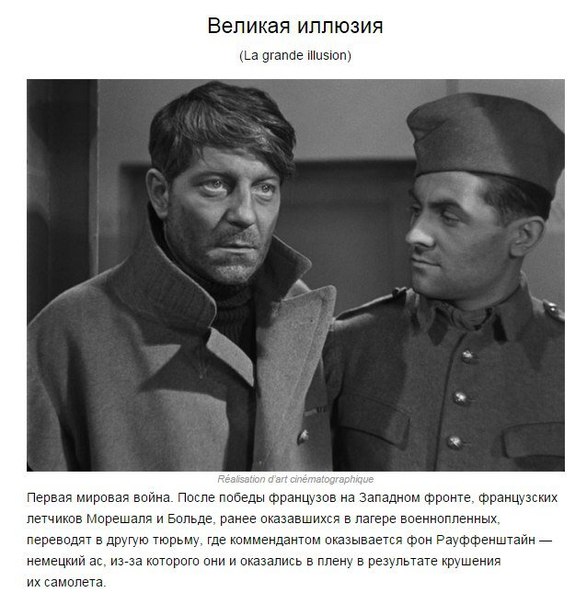 Великая иллюзия
(La grande illusion)
Réalisation d'art cinématographique
Первая мировая война. После победы французов на Западном фронте, французских
летчиков Морешаля и Больде, ранее оказавшихся в лагере военнопленных,
переводят в другую тюрьму, где коммендантом оказывается фон Рауффенштайн —
немецкий ас, из-за которого они и оказались в плену в результате крушения
их самолета.